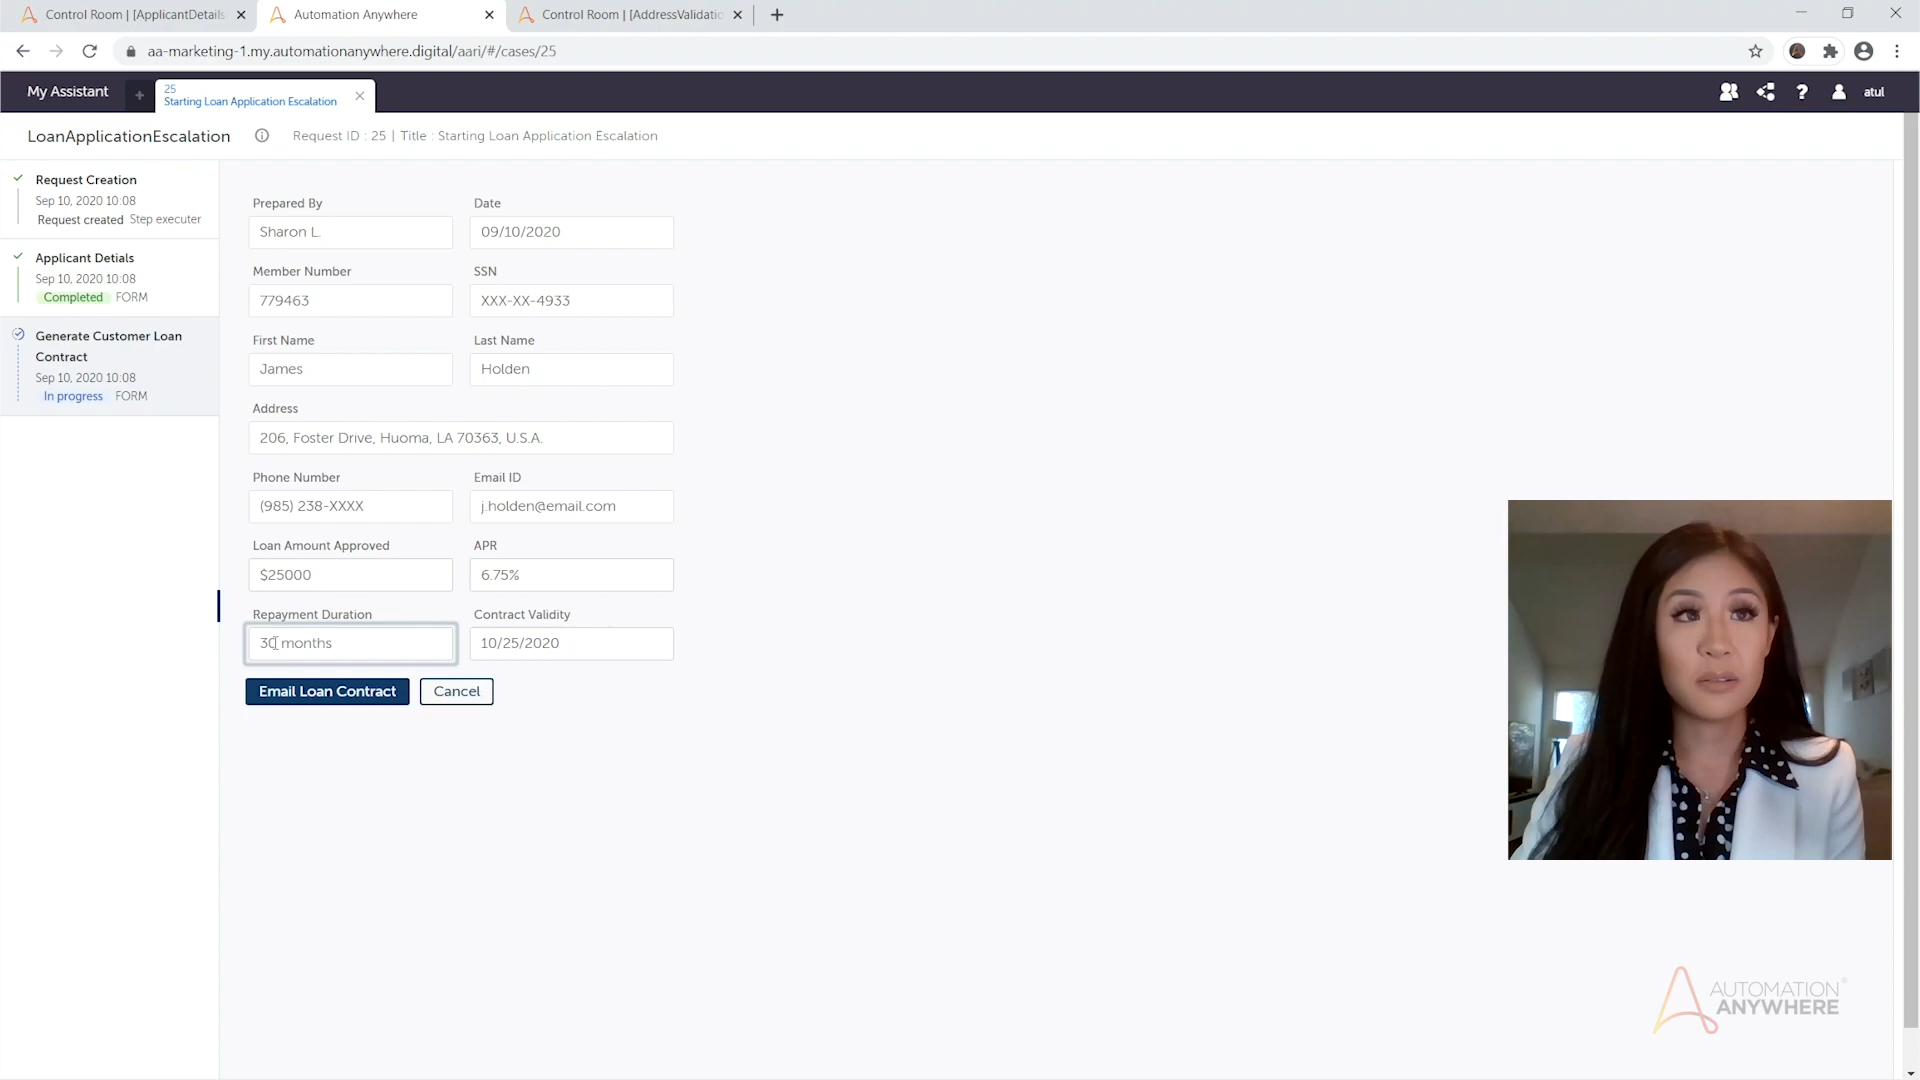 Control Room | [ApplicantDetails
Automation Anywhere
Control Room | [AddressValidatio
aa-marketing-1.my.automationanywhere.digital/aari/#/cases/25
My Assistant
25
Starting Loan Application Escalation
atul
LoanApplicationEscalation
Request ID : 25 | Title : Starting Loan Application Escalation
Request Creation
Sep 10, 2020 10:08
Request created Step executer
Applicant Detials
Sep 10, 2020 10:08
Completed FORM
Generate Customer Loan
Contract
Sep 10, 2020 10:08
In progress FORM
Prepared By
Date
Sharon L.
09/10/2020
Member Number
SSN
779463
XXX-XX-4933
First Name
Last Name
James
Holden
Address
206, Foster Drive, Huoma, LA 70363, U.S.A.
Phone Number
Email ID
(985) 238-XXXX
j.holden@email.com
Loan Amount Approved
APR
$25000
6.75%
Repayment Duration
Contract Validity
30 months
10/25/2020
Email Loan Contract
Cancel
AUTOMATION
ANYWHERE